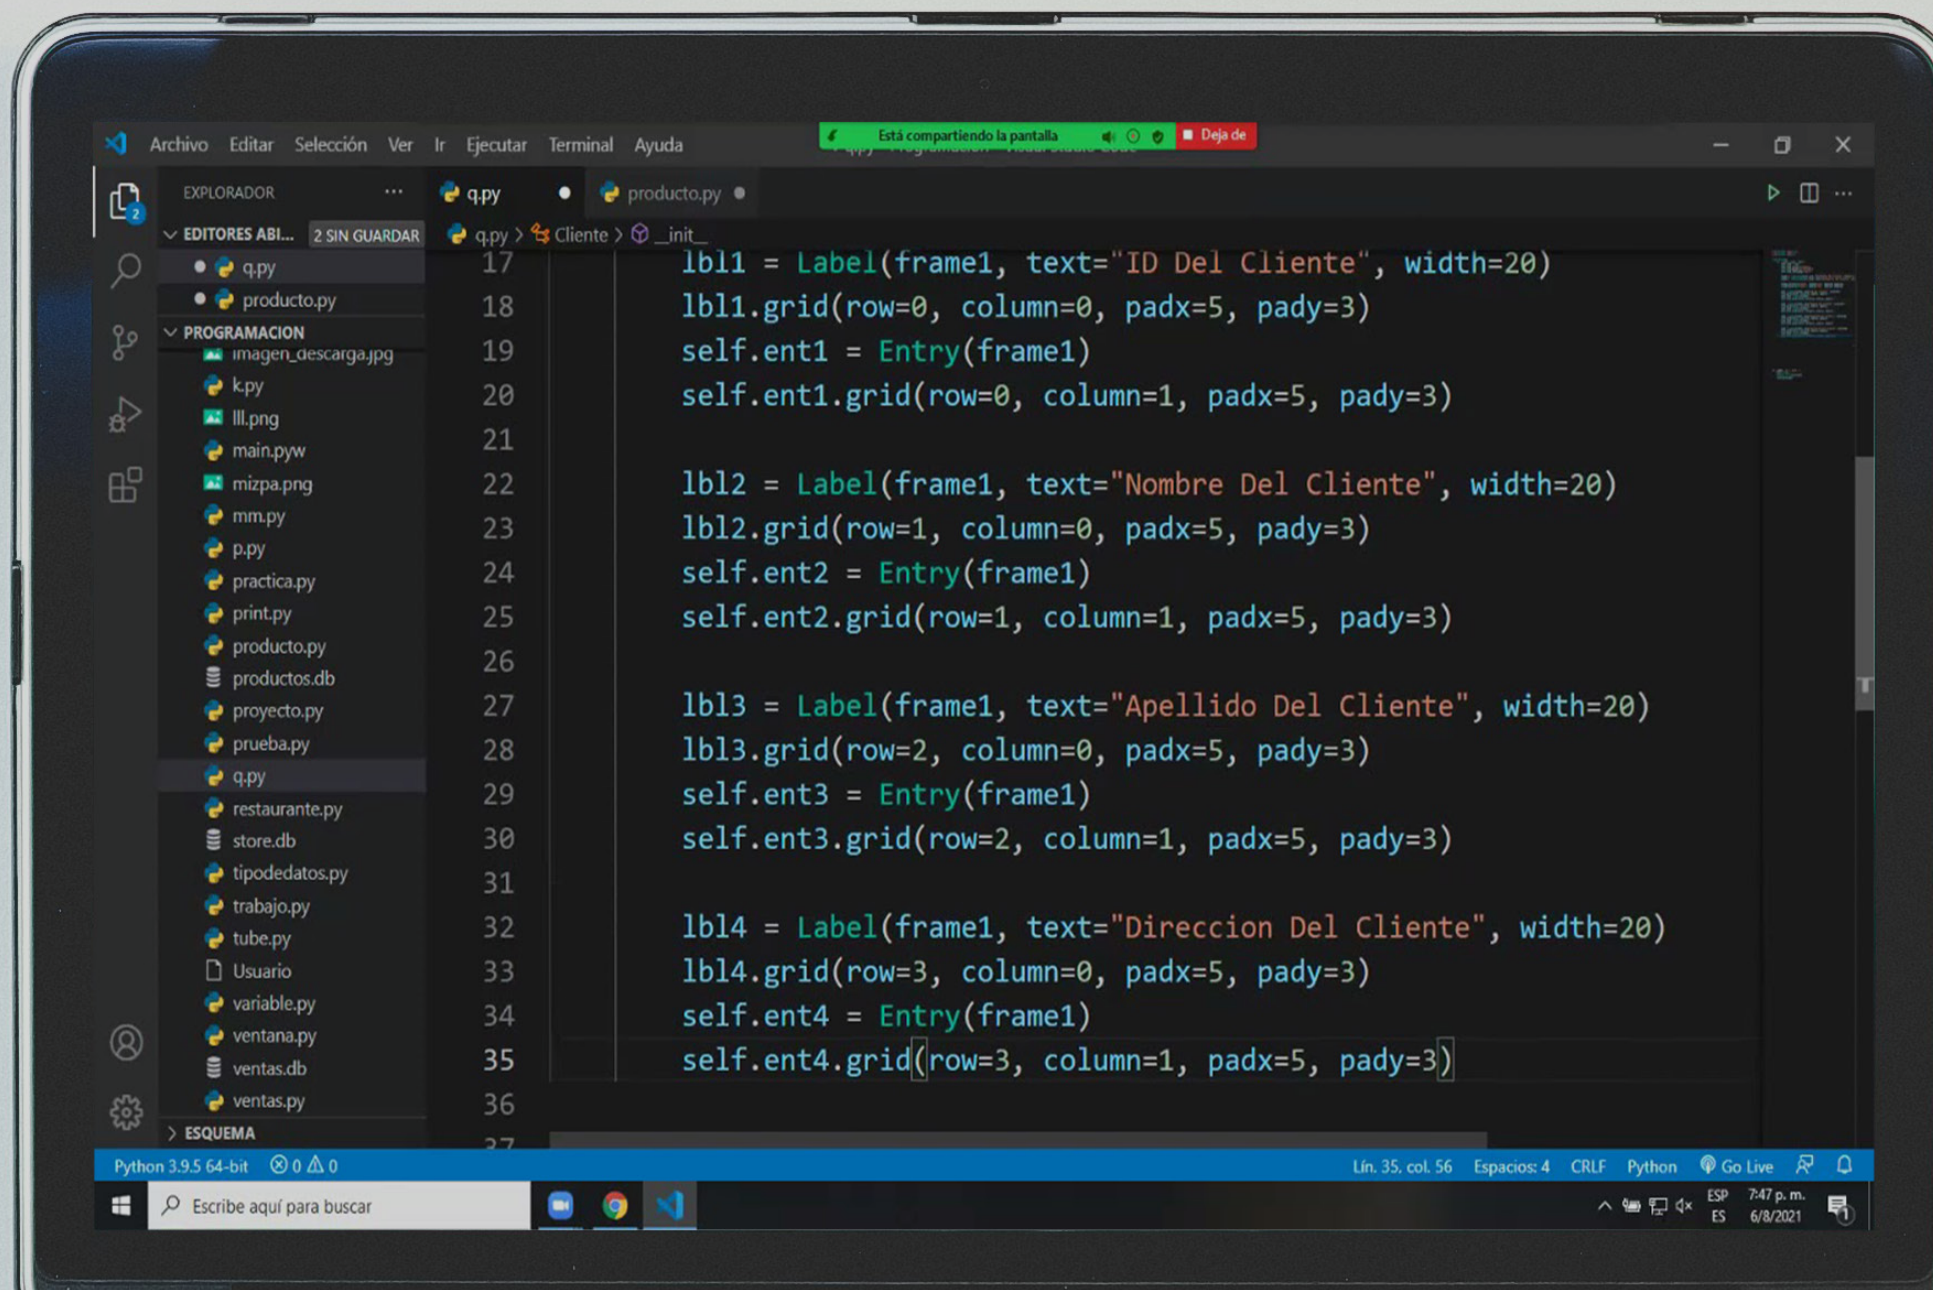 Archivo Editar Selección Ver Ir Ejecutar Terminal Ayuda
Está compartiendo la pantalla
Deja de
EXPLORADOR
q.py
producto.py
EDITORES ABI... 2 SIN GUARDAR
q.py > Cliente > __init__
q.py
producto.py
PROGRAMACION
imagen_descarga.jpg
k.py
lll.png
main.pyw
mizpa.png
mm.py
p.py
practica.py
print.py
producto.py
productos.db
proyecto.py
prueba.py
q.py
restaurante.py
store.db
tipodedatos.py
trabajo.py
tube.py
Usuario
variable.py
ventana.py
ventas.db
ventas.py
ESQUEMA
17 lbl1 = Label(frame1, text="ID Del Cliente", width=20)
18 lbl1.grid(row=0, column=0, padx=5, pady=3)
19 self.ent1 = Entry(frame1)
20 self.ent1.grid(row=0, column=1, padx=5, pady=3)
21
22 lbl2 = Label(frame1, text="Nombre Del Cliente", width=20)
23 lbl2.grid(row=1, column=0, padx=5, pady=3)
24 self.ent2 = Entry(frame1)
25 self.ent2.grid(row=1, column=1, padx=5, pady=3)
26
27 lbl3 = Label(frame1, text="Apellido Del Cliente", width=20)
28 lbl3.grid(row=2, column=0, padx=5, pady=3)
29 self.ent3 = Entry(frame1)
30 self.ent3.grid(row=2, column=1, padx=5, pady=3)
31
32 lbl4 = Label(frame1, text="Direccion Del Cliente", width=20)
33 lbl4.grid(row=3, column=0, padx=5, pady=3)
34 self.ent4 = Entry(frame1)
35 self.ent4.grid(row=3, column=1, padx=5, pady=3)
36
37
Python 3.9.5 64-bit 0 0
Lín. 35, col. 56 Espacios: 4 CRLF Python Go Live
Escribe aquí para buscar
ESP
ES
7:47 p. m.
6/8/2021
1
2